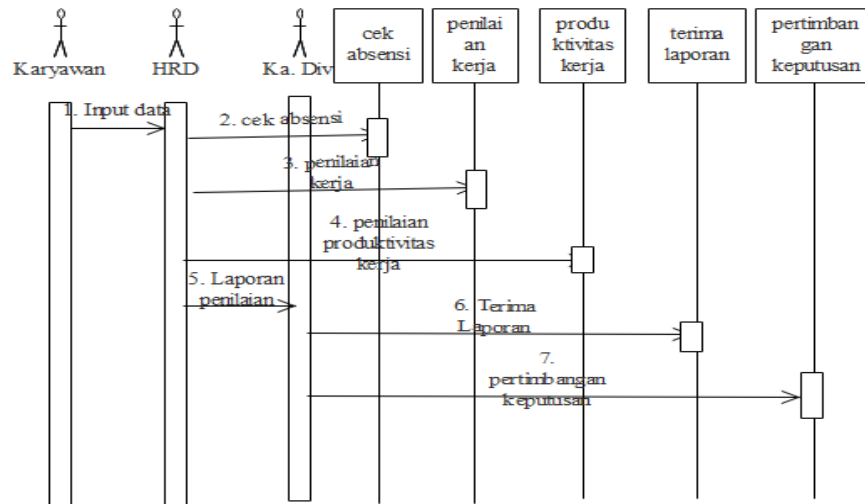 Karyawan
HRD
Ka. Div
cek
absensi
penilai
an
kerja
produ
ktivitas
kerja
terima
laporan
pertimban
gan
keputusan
1. Input data
2. cek absensi
3. penilaian
kerja
4. penilaian
produktivitas
kerja
5. Laporan
penilaian
6. Terima
Laporan
7.
pertimbangan
keputusan